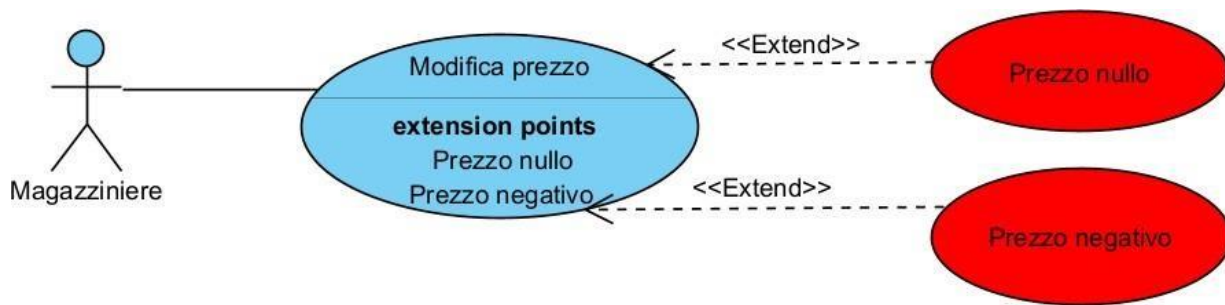 Magazziniere
Modifica prezzo
extension points
Prezzo nullo
Prezzo negativo
<<Extend>>
Prezzo nullo
<<Extend>>
Prezzo negativo